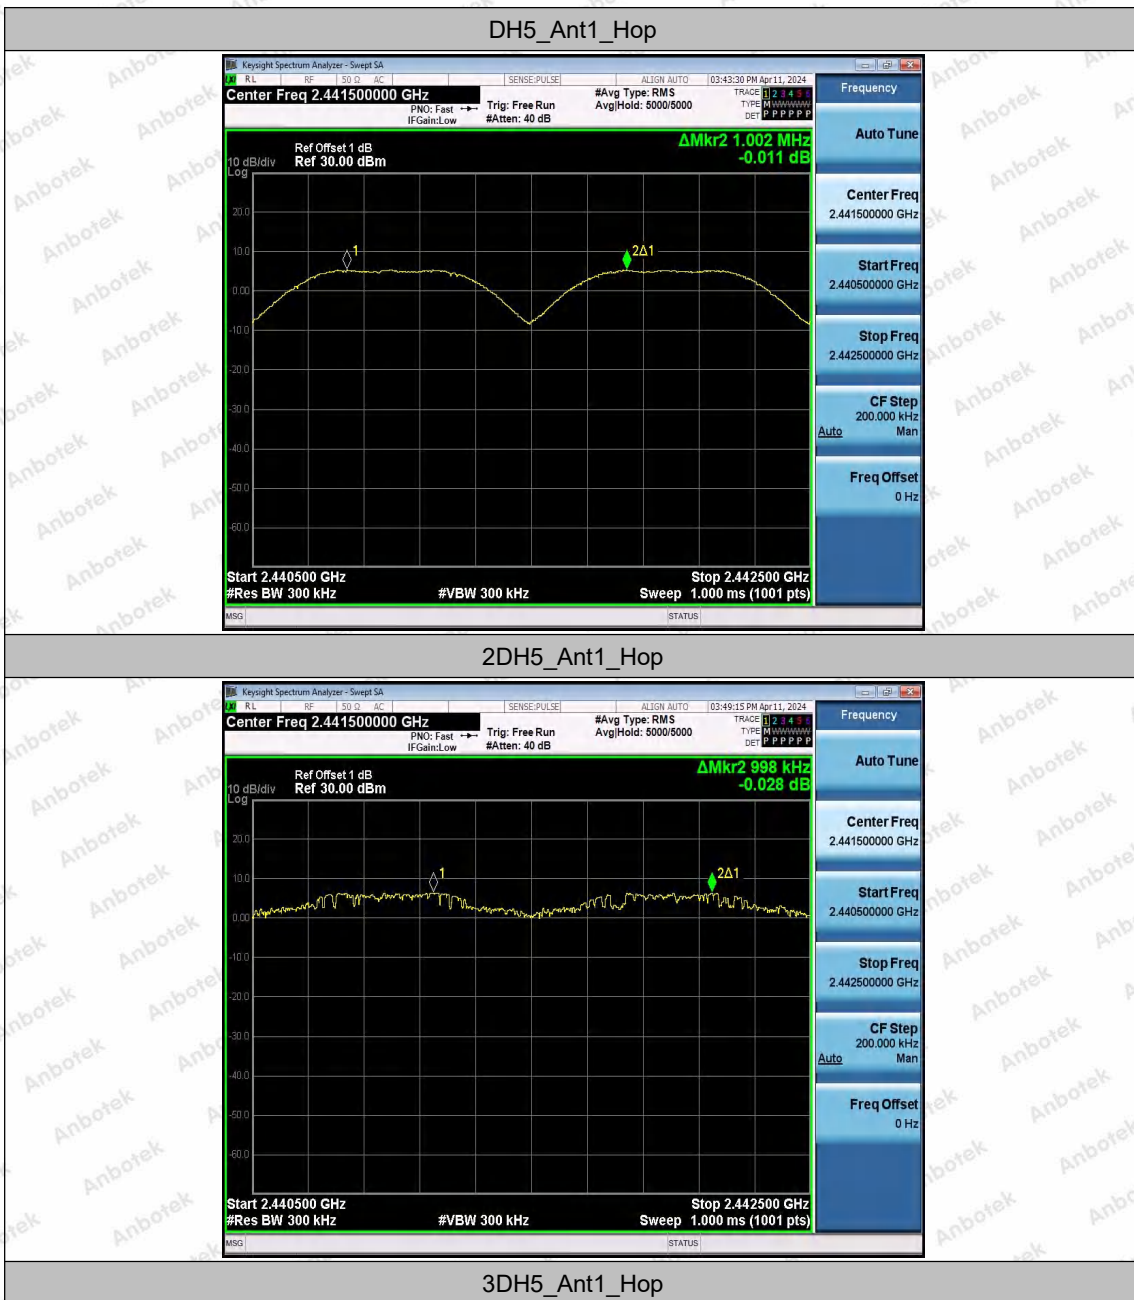 DH5_Ant1_Hop
Keysight Spectrum Analyzer - Swept SA
LXI RL RF 50 Ω AC SENSE:PULSE ALIGN AUTO 03:43:30 PM Apr 11, 2024
Center Freq 2.441500000 GHz
PNO: Fast
IFGain:Low
Trig: Free Run
#Atten: 40 dB
#Avg Type: RMS
Avg|Hold: 5000/5000
TRACE 1 2 3 4 5 6
TYPE M WWWWW
DET P P P P P P
Frequency
ΔMkr2 1.002 MHz
-0.011 dB
Ref Offset 1 dB
10 dB/div Ref 30.00 dBm
Log
20.0
10.0
0.00
-10.0
-20.0
-30.0
-40.0
-50.0
-60.0
1
2Δ1
Start 2.440500 GHz Stop 2.442500 GHz
#Res BW 300 kHz #VBW 300 kHz Sweep 1.000 ms (1001 pts)
MSG STATUS
Auto Tune
Center Freq
2.441500000 GHz
Start Freq
2.440500000 GHz
Stop Freq
2.442500000 GHz
CF Step
200.000 kHz
Auto Man
Freq Offset
0 Hz
2DH5_Ant1_Hop
Keysight Spectrum Analyzer - Swept SA
LXI RL RF 50 Ω AC SENSE:PULSE ALIGN AUTO 03:49:15 PM Apr 11, 2024
Center Freq 2.441500000 GHz
PNO: Fast
IFGain:Low
Trig: Free Run
#Atten: 40 dB
#Avg Type: RMS
Avg|Hold: 5000/5000
TRACE 1 2 3 4 5 6
TYPE M WWWWW
DET P P P P P P
Frequency
ΔMkr2 998 kHz
-0.028 dB
Ref Offset 1 dB
10 dB/div Ref 30.00 dBm
Log
20.0
10.0
0.00
-10.0
-20.0
-30.0
-40.0
-50.0
-60.0
1
2Δ1
Start 2.440500 GHz Stop 2.442500 GHz
#Res BW 300 kHz #VBW 300 kHz Sweep 1.000 ms (1001 pts)
MSG STATUS
Auto Tune
Center Freq
2.441500000 GHz
Start Freq
2.440500000 GHz
Stop Freq
2.442500000 GHz
CF Step
200.000 kHz
Auto Man
Freq Offset
0 Hz
3DH5_Ant1_Hop
Anbotek